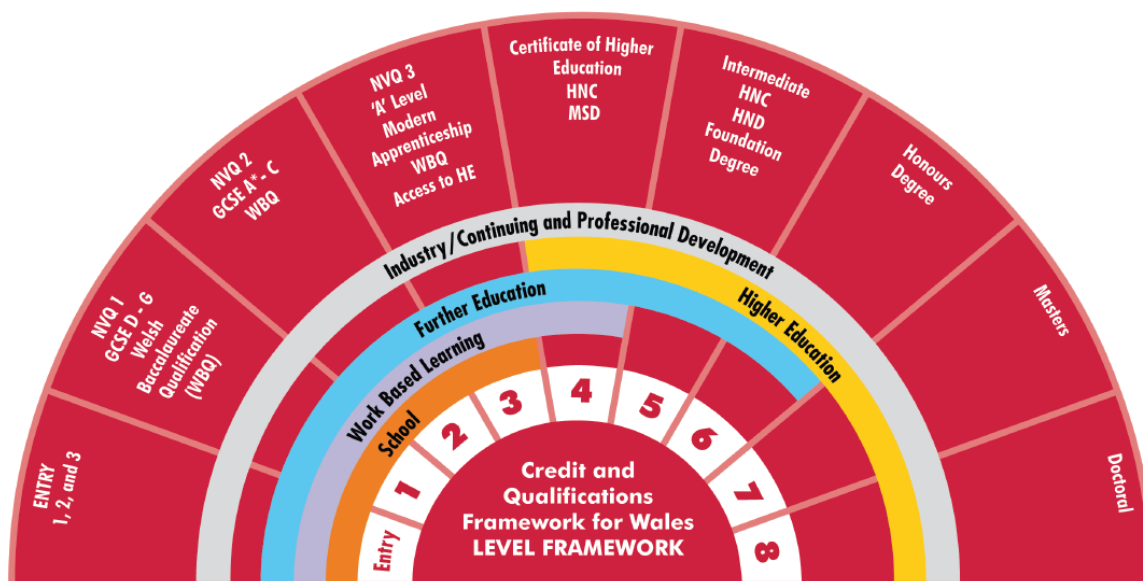 ENTRY
1, 2, and 3
NVQ 1
GCSE D - G
Welsh
Baccalaureate
Qualification
(WBQ)
NVQ 2
GCSE A* - C
WBQ
NVQ 3
‘A’ Level
Modern
Apprenticeship
WBQ
Access to HE
Certificate of Higher
Education
HNC
MSD
Intermediate
HNC
HND
Foundation
Degree
Honours
Degree
Masters
Doctoral
Industry/Continuing and Professional Development
Higher Education
Further Education
Work Based Learning
School
Entry
1
2
3
4
5
6
7
8
Credit and
Qualifications
Framework for Wales
LEVEL FRAMEWORK